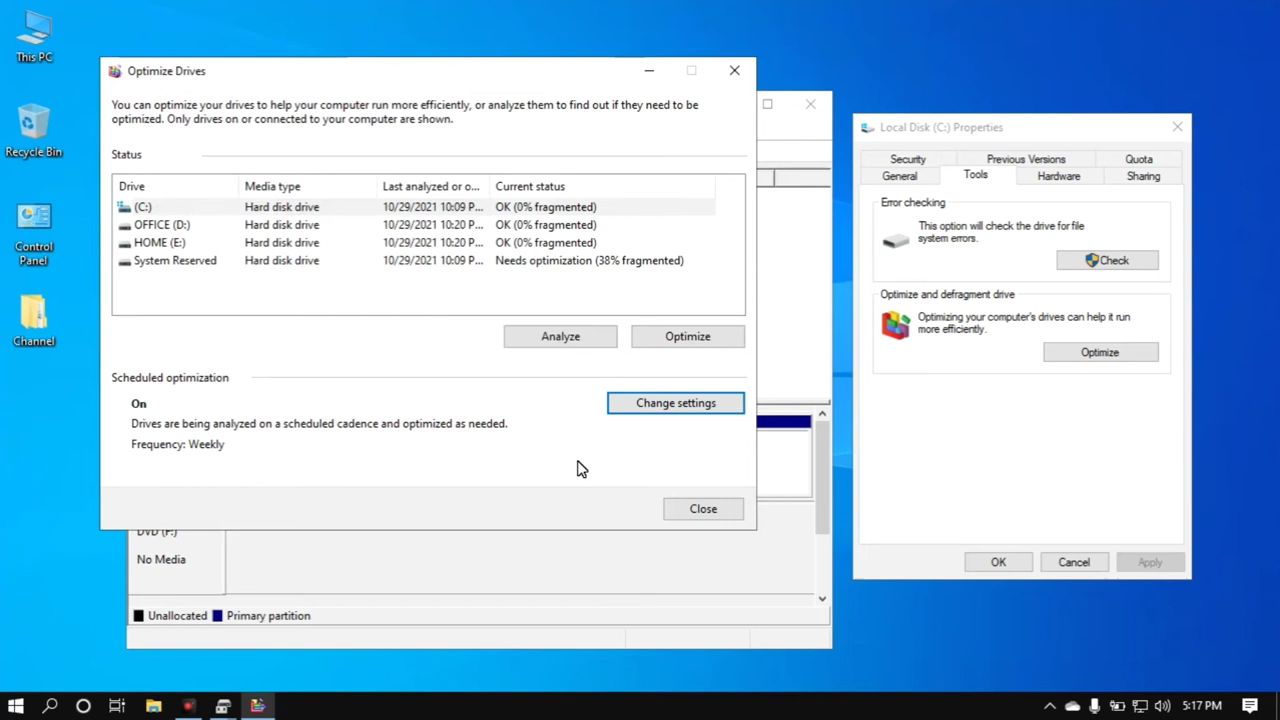 This PC
Recycle Bin
Control
Panel
Channel
Optimize Drives
You can optimize your drives to help your computer run more efficiently, or analyze them to find out if they need to be
optimized. Only drives on or connected to your computer are shown.
Status
Drive Media type Last analyzed or o... Current status
(C:) Hard disk drive 10/29/2021 10:09 P... OK (0% fragmented)
OFFICE (D:) Hard disk drive 10/29/2021 10:20 P... OK (0% fragmented)
HOME (E:) Hard disk drive 10/29/2021 10:20 P... OK (0% fragmented)
System Reserved Hard disk drive 10/29/2021 10:09 P... Needs optimization (38% fragmented)
Analyze Optimize
Scheduled optimization
On
Change settings
Drives are being analyzed on a scheduled cadence and optimized as needed.
Frequency: Weekly
Close
DVD (F:)
No Media
Unallocated Primary partition
Local Disk (C:) Properties
Security Previous Versions Quota
General Tools Hardware Sharing
Error checking
This option will check the drive for file
system errors.
Check
Optimize and defragment drive
Optimizing your computer's drives can help it run
more efficiently.
Optimize
OK Cancel Apply
5:17 PM